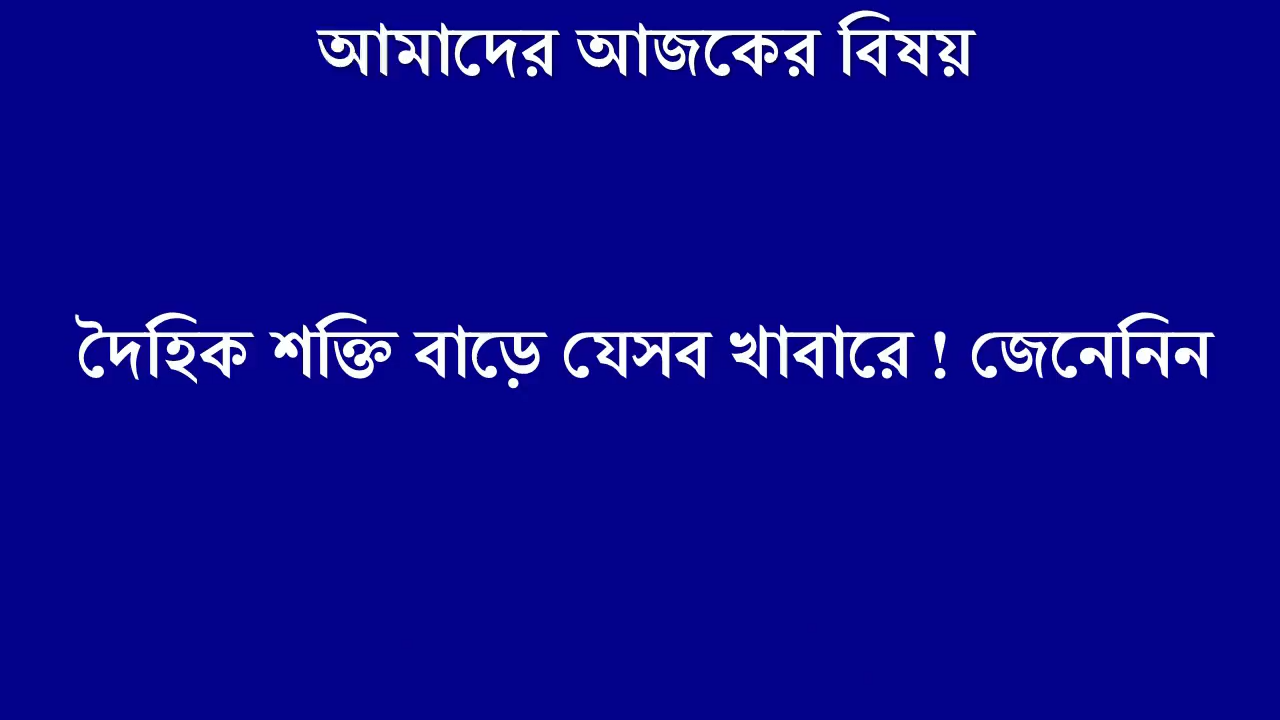 আমাদের আজকের বিষয়
দৈহিক শক্তি বাড়ে যেসব খাবারে ! জেনেনিন